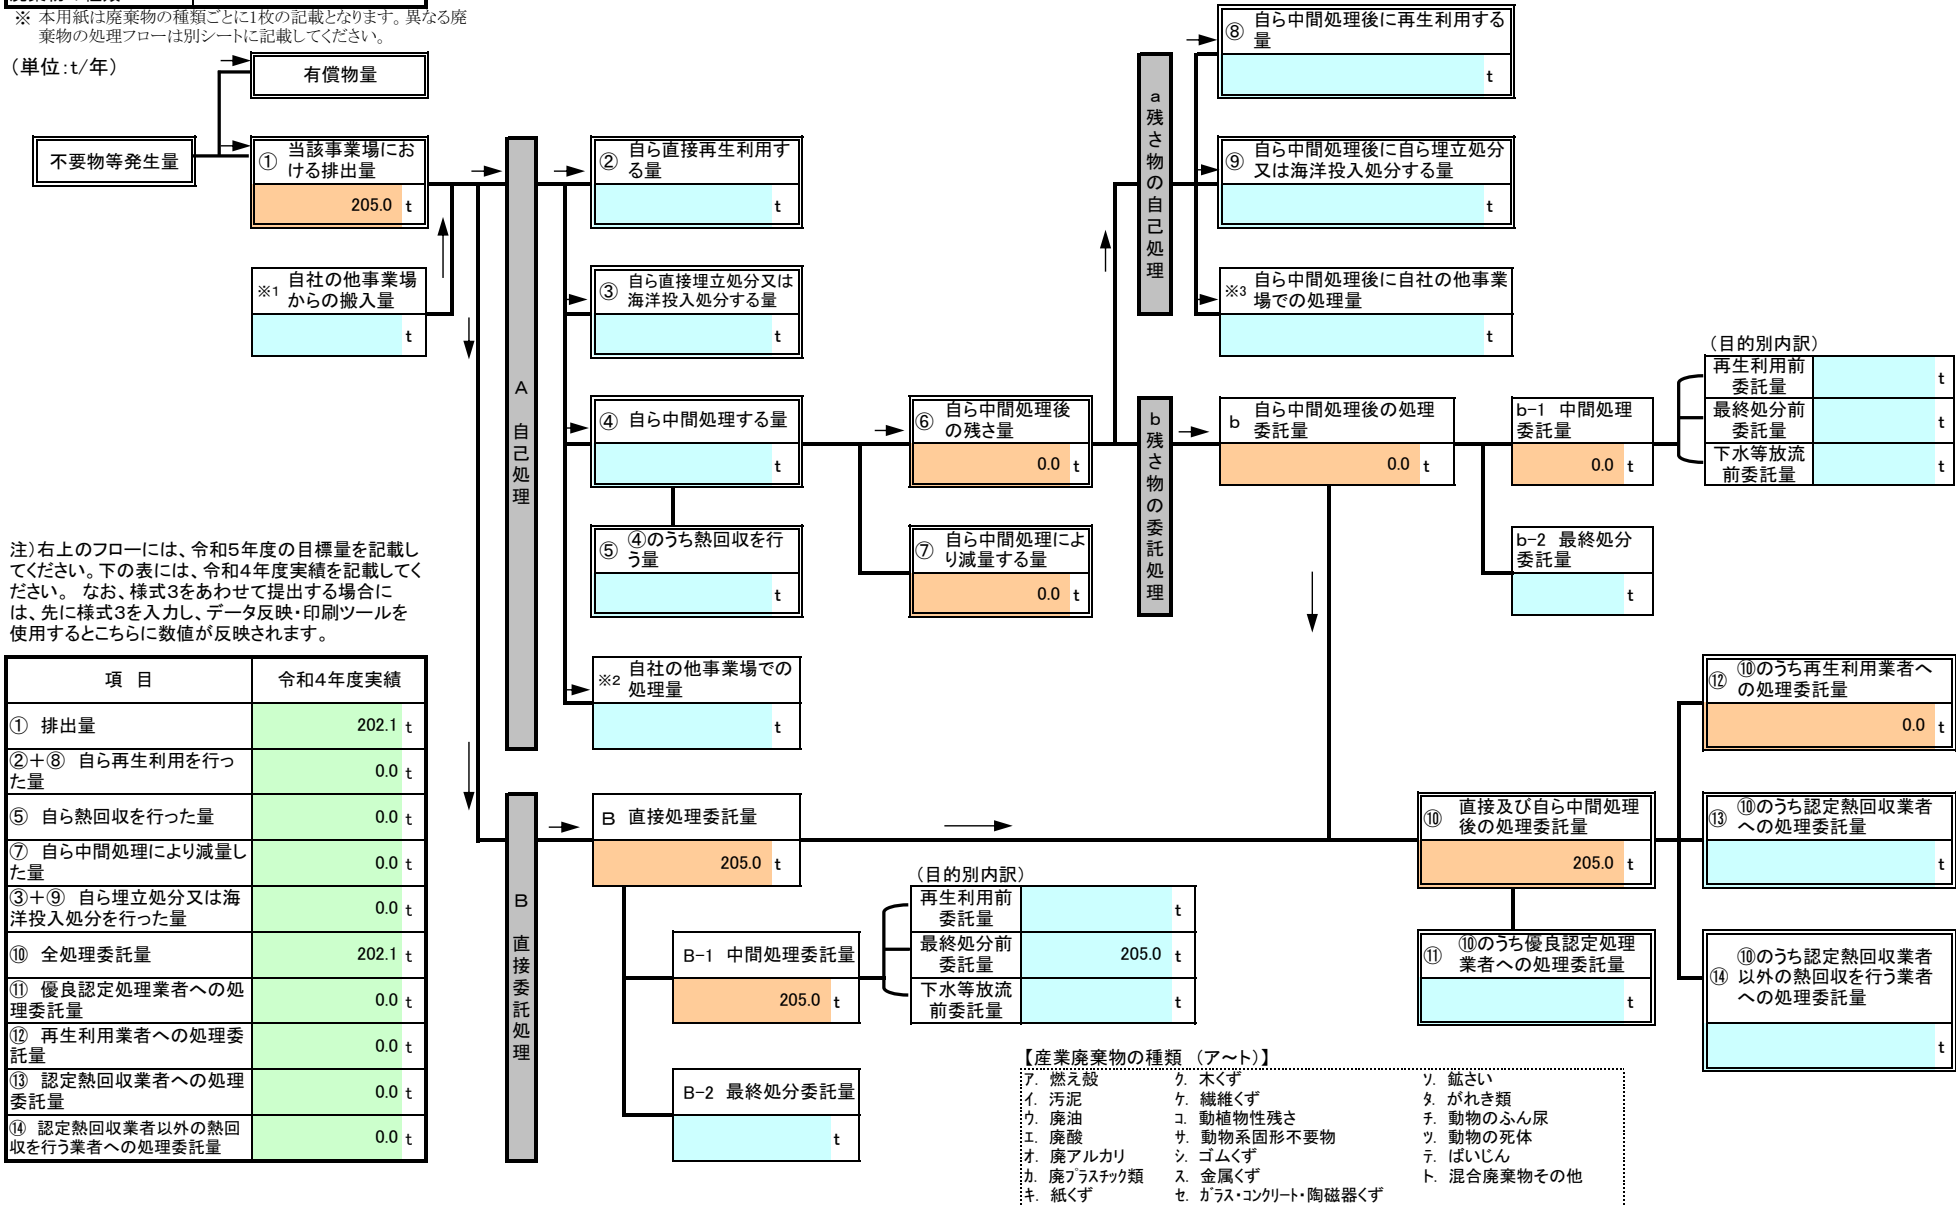 ※ 本用紙は廃棄物の種類ごとに1枚の記載となります。異なる廃
棄物の処理フローは別シートに記載してください。
（単位:t/年）
有償物量
不要物等発生量
① 当該事業場にお
ける排出量
205.0 t
※1 自社の他事業場
からの搬入量
t
A 自己処理
② 自ら直接再生利用す
る量
t
③ 自ら直接埋立処分又は
海洋投入処分する量
t
④ 自ら中間処理する量
t
⑤ ④のうち熱回収を行
う量
t
※2 自社の他事業場での
処理量
t
⑥ 自ら中間処理後
の残さ量
0.0 t
⑦ 自ら中間処理によ
り減量する量
0.0 t
a 残さ物の自己処理
⑧ 自ら中間処理後に再生利用する
量
t
⑨ 自ら中間処理後に自ら埋立処分
又は海洋投入処分する量
t
※3 自ら中間処理後に自社の他事業
場での処理量
t
b 残さ物の委託処理
b 自ら中間処理後の処理
委託量
0.0 t
b-1 中間処理
委託量
0.0 t
（目的別内訳）
再生利用前
委託量 t
最終処分前
委託量 t
下水等放流
前委託量 t
b-2 最終処分
委託量
t
注）右上のフローには、令和5年度の目標量を記載し
てください。下の表には、令和4年度実績を記載してく
ださい。 なお、様式3をあわせて提出する場合に
は、先に様式3を入力し、データ反映・印刷ツールを
使用するとこちらに数値が反映されます。
項 目 令和4年度実績
① 排出量 202.1 t
②＋⑧ 自ら再生利用を行っ
た量 0.0 t
⑤ 自ら熱回収を行った量 0.0 t
⑦ 自ら中間処理により減量し
た量 0.0 t
③＋⑨ 自ら埋立処分又は海
洋投入処分を行った量 0.0 t
⑩ 全処理委託量 202.1 t
⑪ 優良認定処理業者への処
理委託量 0.0 t
⑫ 再生利用業者への処理委
託量 0.0 t
⑬ 認定熱回収業者への処理
委託量 0.0 t
⑭ 認定熱回収業者以外の熱回
収を行う業者への処理委託量 0.0 t
B 直接委託処理
B 直接処理委託量
205.0 t
B-1 中間処理委託量
205.0 t
（目的別内訳）
再生利用前
委託量 t
最終処分前
委託量 205.0 t
下水等放流
前委託量 t
B-2 最終処分委託量
t
⑩ 直接及び自ら中間処理
後の処理委託量
205.0 t
⑪ ⑩のうち優良認定処理
業者への処理委託量
t
⑫ ⑩のうち再生利用業者へ
の処理委託量
0.0 t
⑬ ⑩のうち認定熱回収業者
への処理委託量
t
⑭ ⑩のうち認定熱回収業者
以外の熱回収を行う業者
への処理委託量
t
【産業廃棄物の種類 （ア～ト）】
ア. 燃え殻 ク. 木くず ソ. 鉱さい
イ. 汚泥 ケ. 繊維くず タ. がれき類
ウ. 廃油 コ. 動植物性残さ チ. 動物のふん尿
エ. 廃酸 サ. 動物系固形不要物 ツ. 動物の死体
オ. 廃アルカリ シ. ゴムくず テ. ばいじん
カ. 廃プラスチック類 ス. 金属くず ト. 混合廃棄物その他
キ. 紙くず セ. ガラス・コンクリート・陶磁器くず